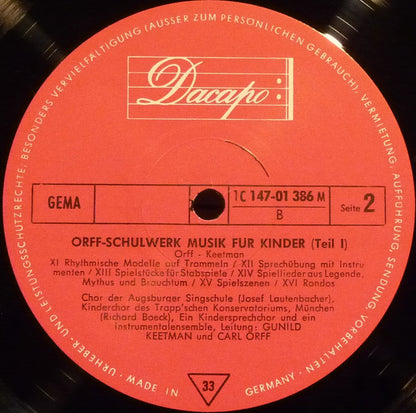 URHEBER- UND LEISTUNGSSCHUTZRECHTE, BESONDERS VERVIELFÄLTIGUNG (AUSSER ZUM PERSÖNLICHEN GEBRAUCH), VERMIETUNG, AUFFÜHRUNG, SENDUNG, VORBEHALTEN · MADE IN GERMANY ·
Dacapo
GEMA
1C 147-01 386 M
B
Seite 2
ORFF-SCHULWERK MUSIK FUR KINDER (Teil I)
Orff - Keetman
XI Rhythmische Modelle auf Trommeln / XII Sprechübung mit Instru
menten / XIII Spielstücke für Stabspiele / XIV Spiellieder aus Legende,
Mythus und Brauchtum / XV Spielszenen / XVI Rondos
Chor der Augsburger Singschule (Josef Lautenbacher),
Kinderchor des Trapp'schen Konservatoriums, München
(Richard Boeck), Ein Kindersprechchor und ein
instrumentalensemble, Leitung: GUNILD
KEETMAN und CARL ORFF
33